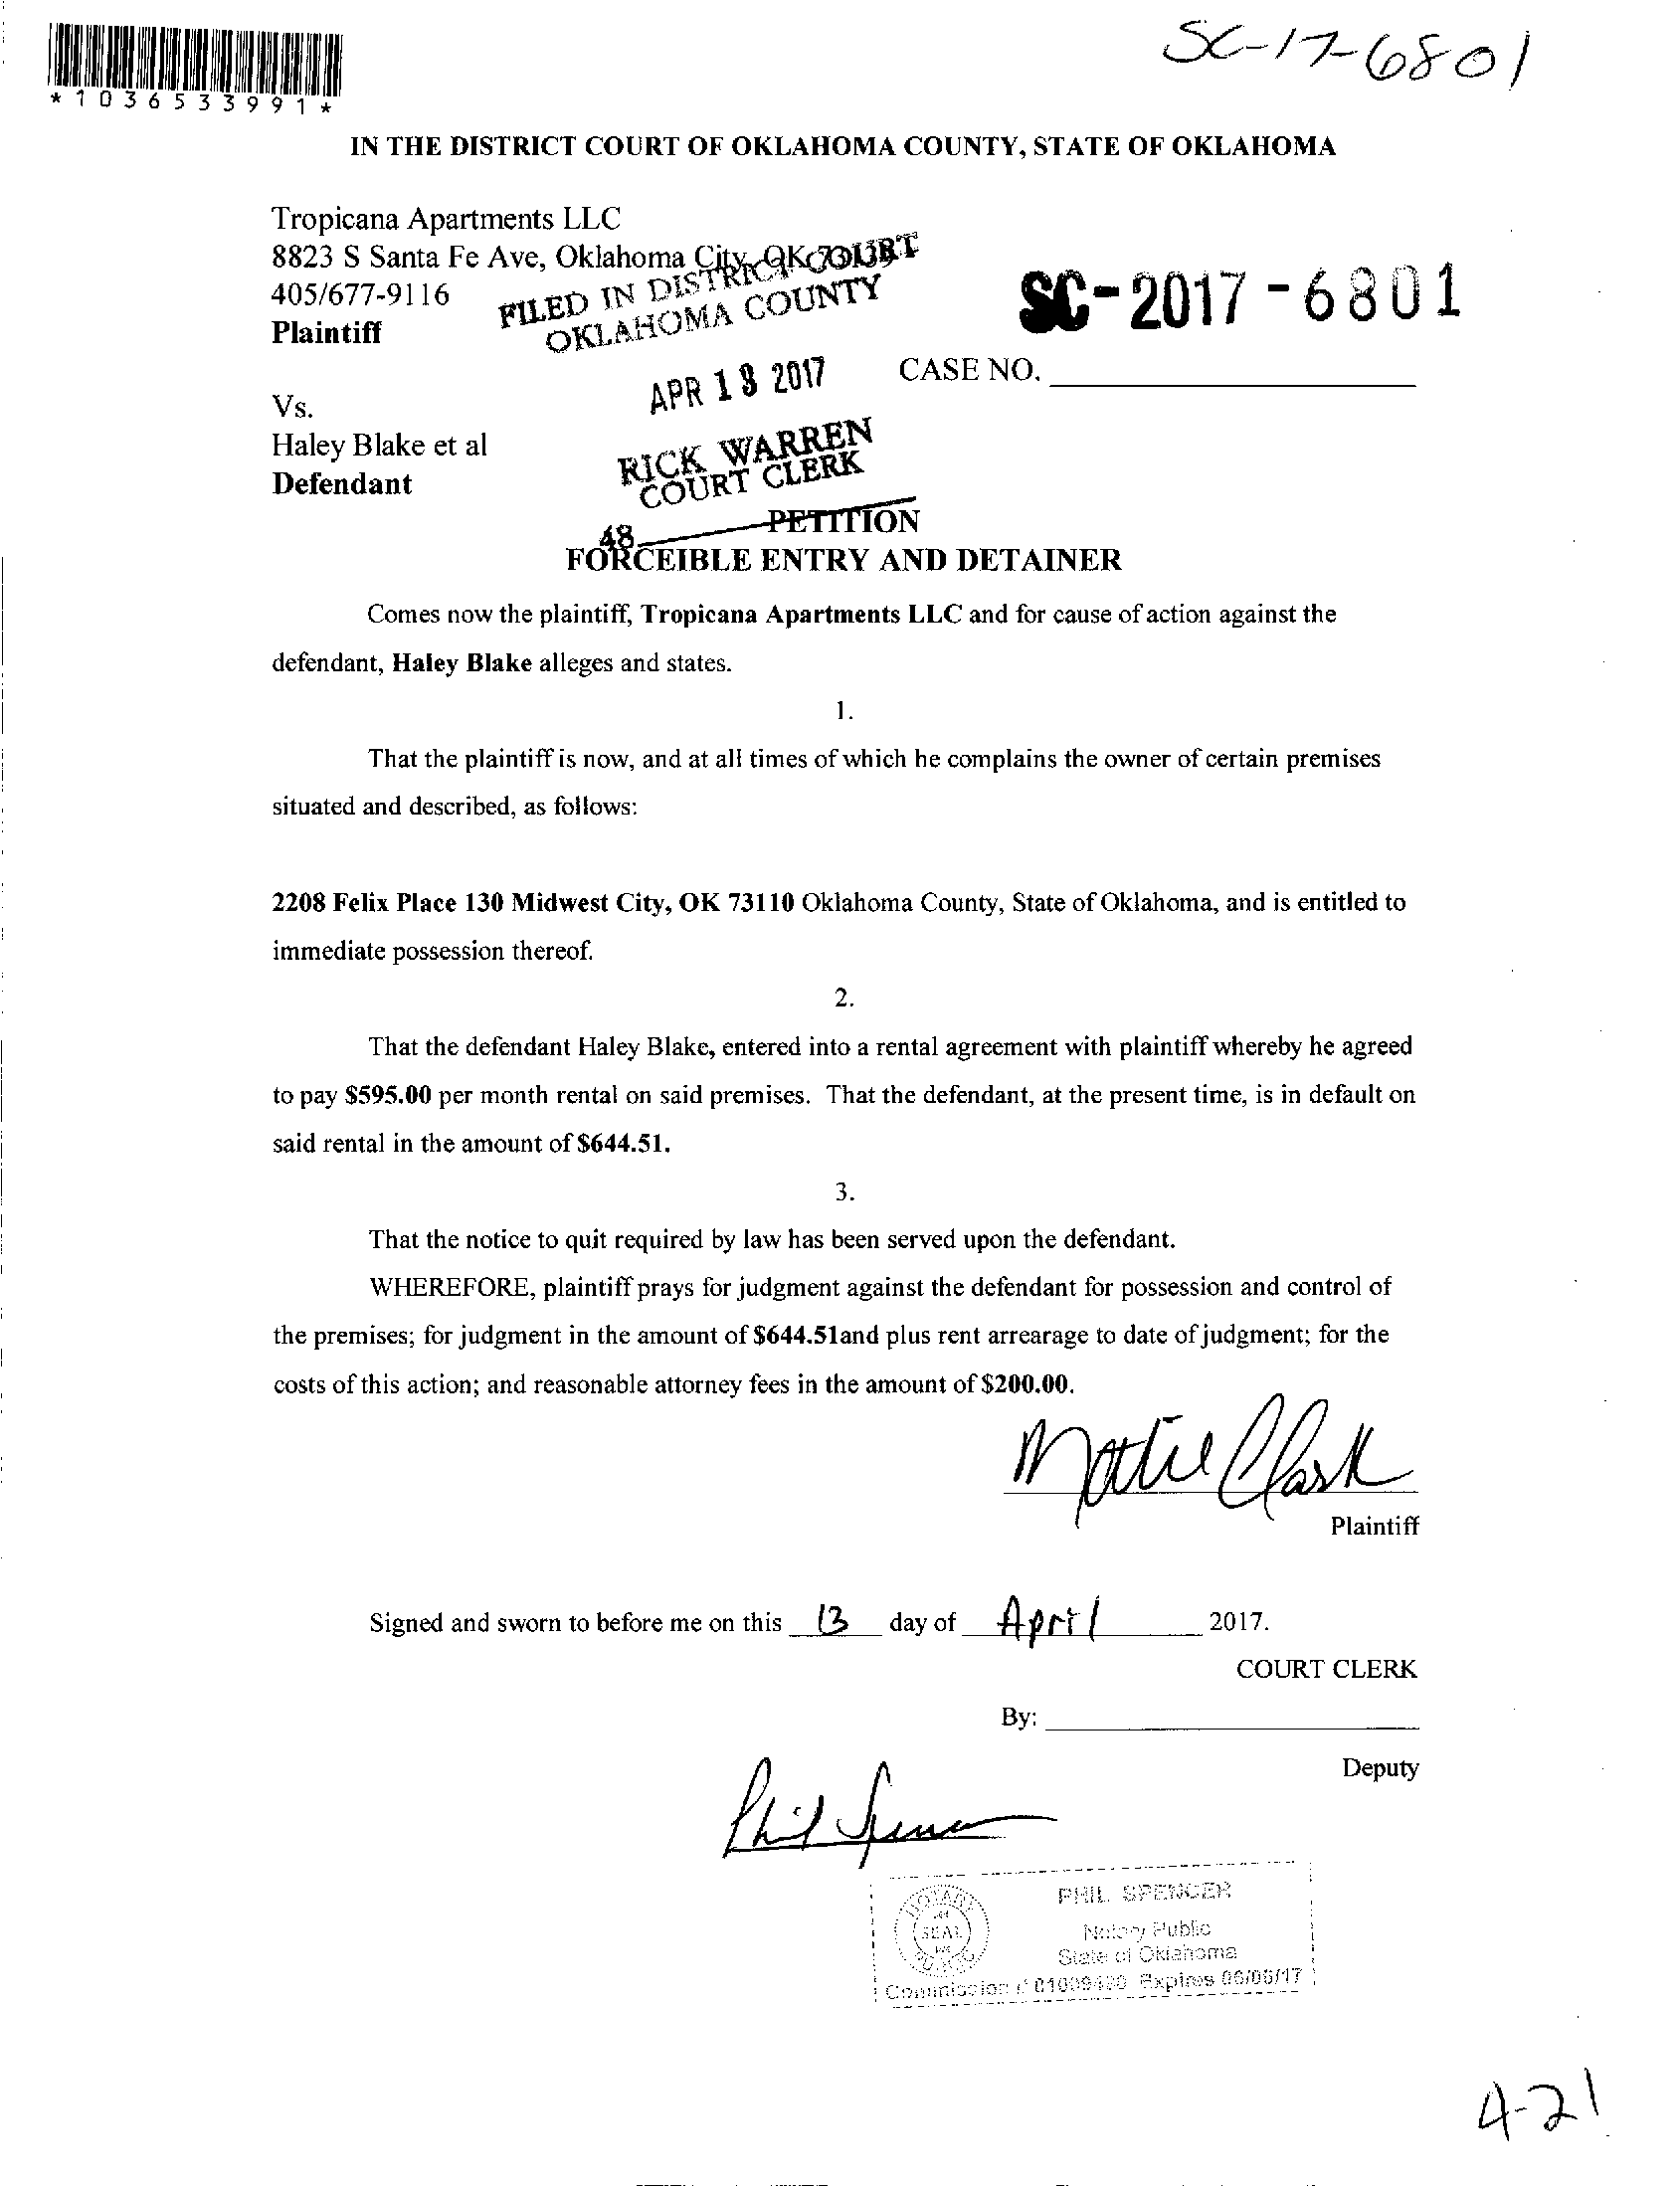 SC-17-6801
*1036533991*
IN THE DISTRICT COURT OF OKLAHOMA COUNTY, STATE OF OKLAHOMA
Tropicana Apartments LLC
8823 S Santa Fe Ave, Oklahoma City, OK
405/677-9116
Plaintiff
FILED IN DISTRICT COURT
OKLAHOMA COUNTY
SC-2017-6801
APR 13 2017
CASE NO.
Vs.
Haley Blake et al
Defendant
RICK WARREN
COURT CLERK
48
PETITION
FORCEIBLE ENTRY AND DETAINER
Comes now the plaintiff, Tropicana Apartments LLC and for cause of action against the
defendant, Haley Blake alleges and states.
1.
That the plaintiff is now, and at all times of which he complains the owner of certain premises
situated and described, as follows:
2208 Felix Place 130 Midwest City, OK 73110 Oklahoma County, State of Oklahoma, and is entitled to
immediate possession thereof.
2.
That the defendant Haley Blake, entered into a rental agreement with plaintiff whereby he agreed
to pay $595.00 per month rental on said premises. That the defendant, at the present time, is in default on
said rental in the amount of $644.51.
3.
That the notice to quit required by law has been served upon the defendant.
WHEREFORE, plaintiff prays for judgment against the defendant for possession and control of
the premises; for judgment in the amount of $644.51and plus rent arrearage to date of judgment; for the
costs of this action; and reasonable attorney fees in the amount of $200.00.
Mattie Clark
Plaintiff
Signed and sworn to before me on this 13 day of April 2017.
COURT CLERK
By:
Deputy
Phil Spencer
NOTARY
SEAL
PHIL SPENCER
Notary Public
State of Oklahoma
Commission # Expires 06/06/17
4-21